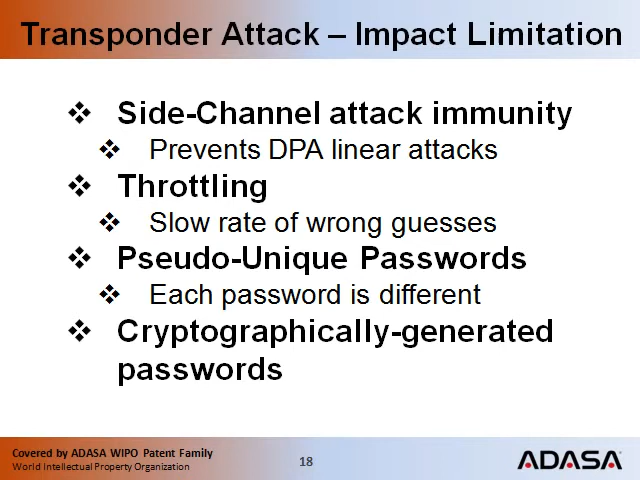 Transponder Attack – Impact Limitation
Side-Channel attack immunity
Prevents DPA linear attacks
Throttling
Slow rate of wrong guesses
Pseudo-Unique Passwords
Each password is different
Cryptographically-generated
passwords
Covered by ADASA WIPO Patent Family
World Intellectual Property Organization
18
ADASA